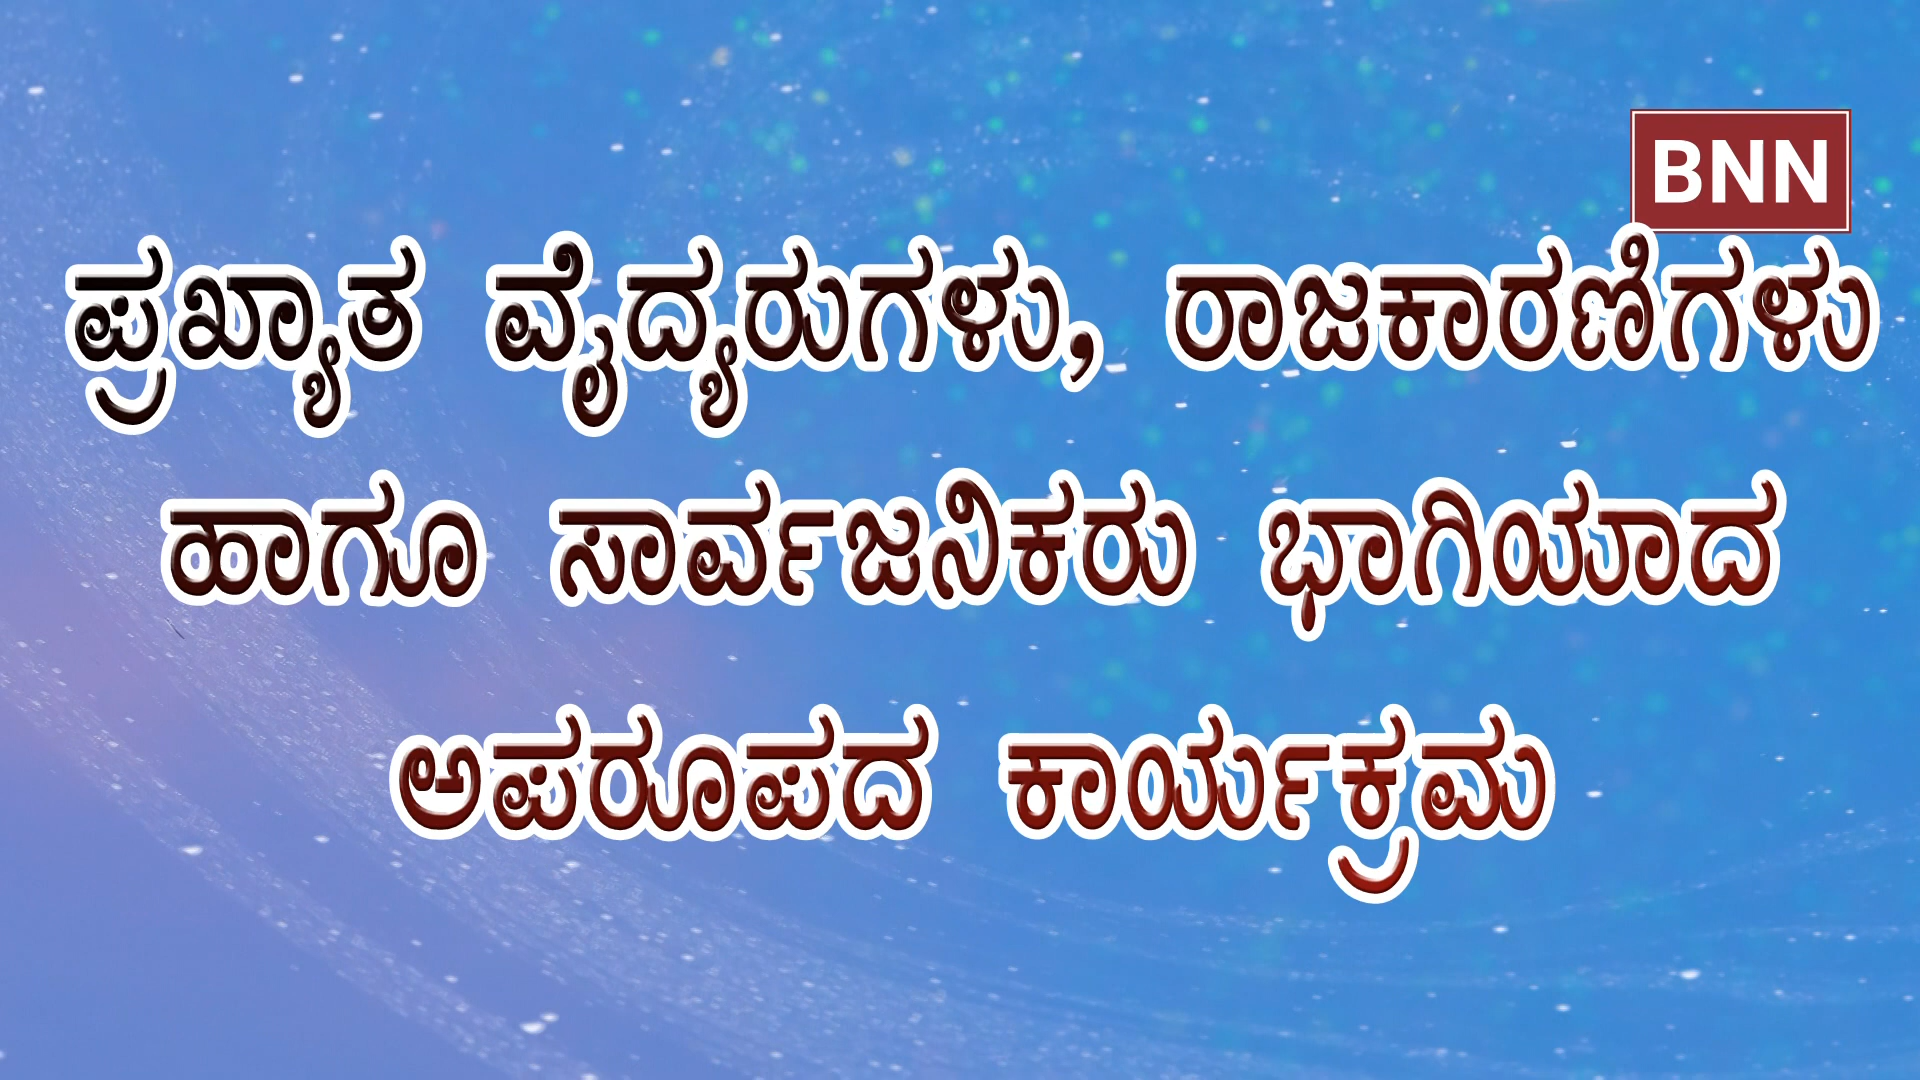 BNN
ಪ್ರಖ್ಯಾತ ವೈದ್ಯರುಗಳು, ರಾಜಕಾರಣಿಗಳು
ಹಾಗೂ ಸಾರ್ವಜನಿಕರು ಭಾಗಿಯಾದ
ಅಪರೂಪದ ಕಾರ್ಯಕ್ರಮ